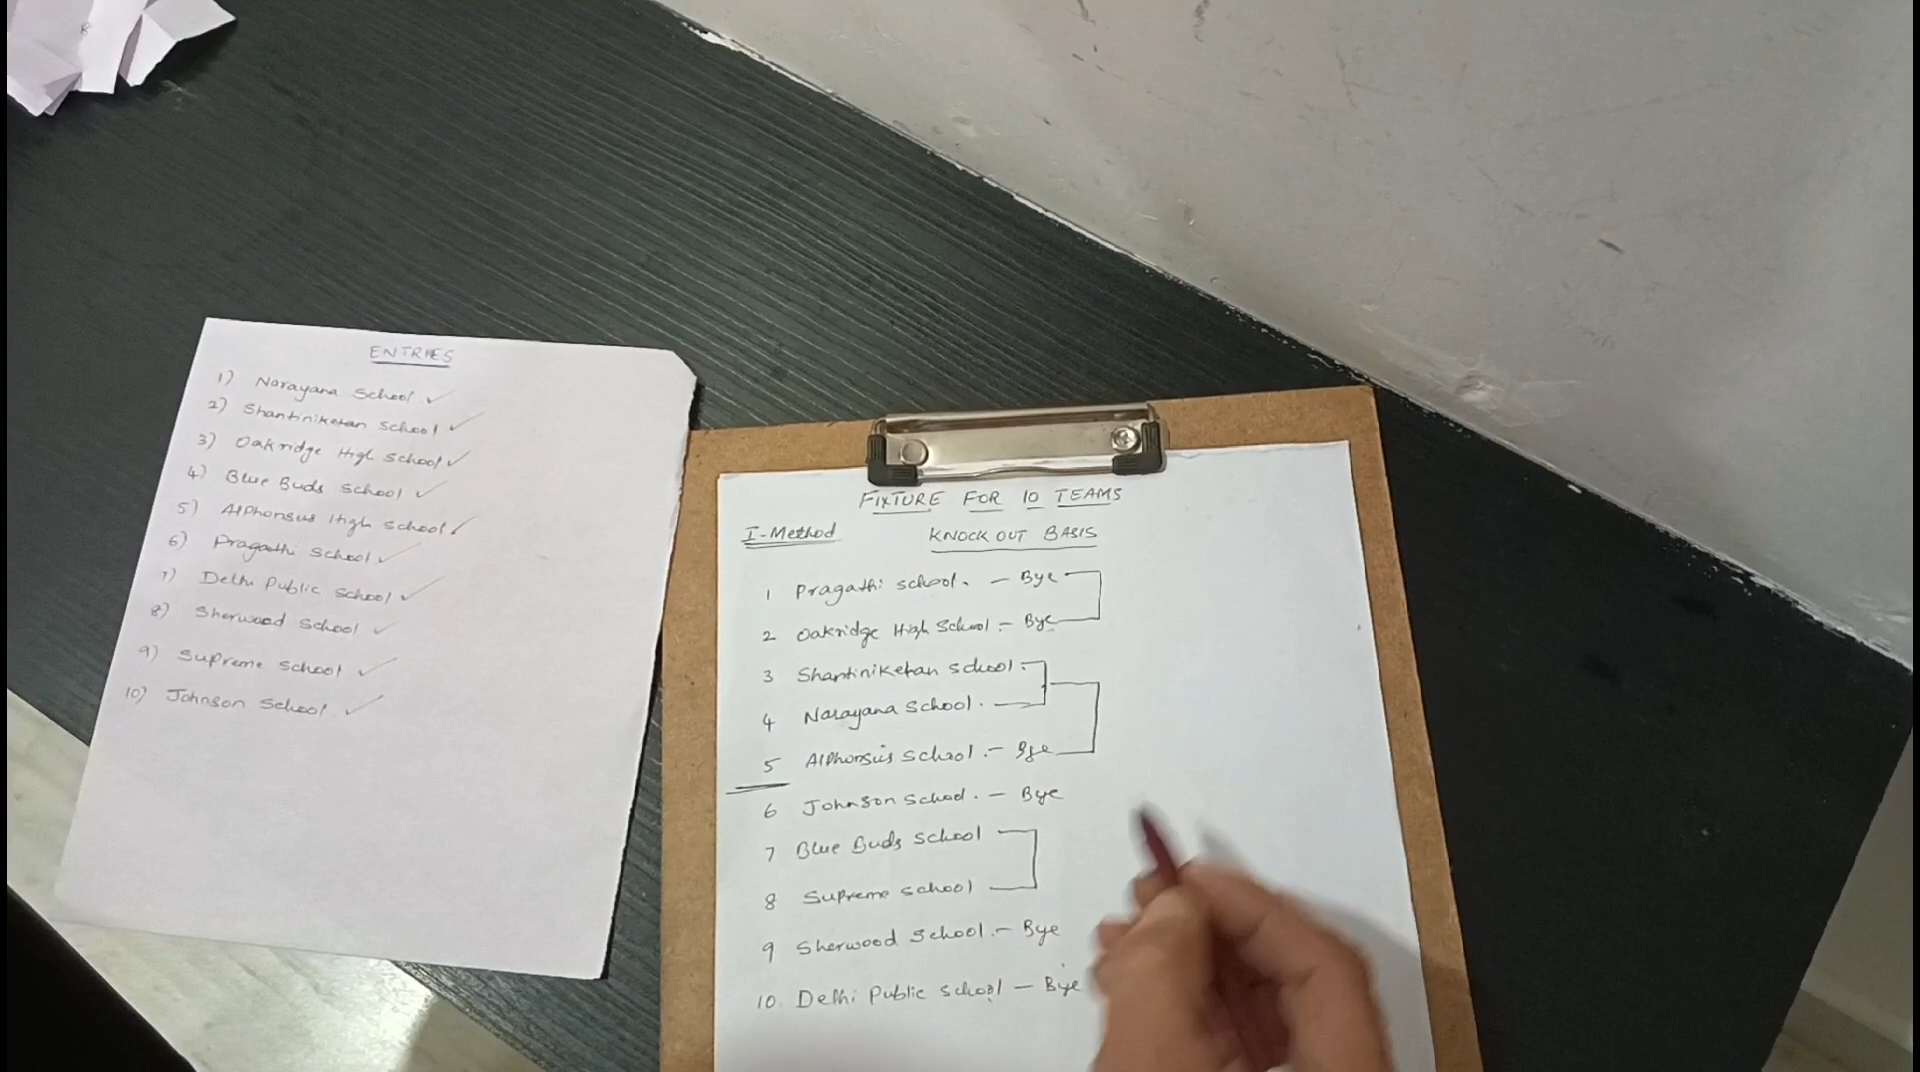 ENTRIES
1) Narayana School ✓
2) Shantiniketan School ✓
3) Oakridge High School ✓
4) Blue Buds School ✓
5) Alphonsus High School ✓
6) Pragathi School ✓
7) Delhi Public School ✓
8) Sherwood School ✓
9) Supreme School ✓
10) Johnson School ✓
FIXTURE FOR 10 TEAMS
I-Method KNOCK OUT BASIS
1 Pragathi school. - Bye
2 Oakridge High School - Bye
3 Shantiniketan School.
4 Narayana School.
5 Alphonsus School. - Bye
6 Johnson School. - Bye
7 Blue Buds School
8 Supreme School
9 Sherwood School. - Bye
10. Delhi Public School - Bye